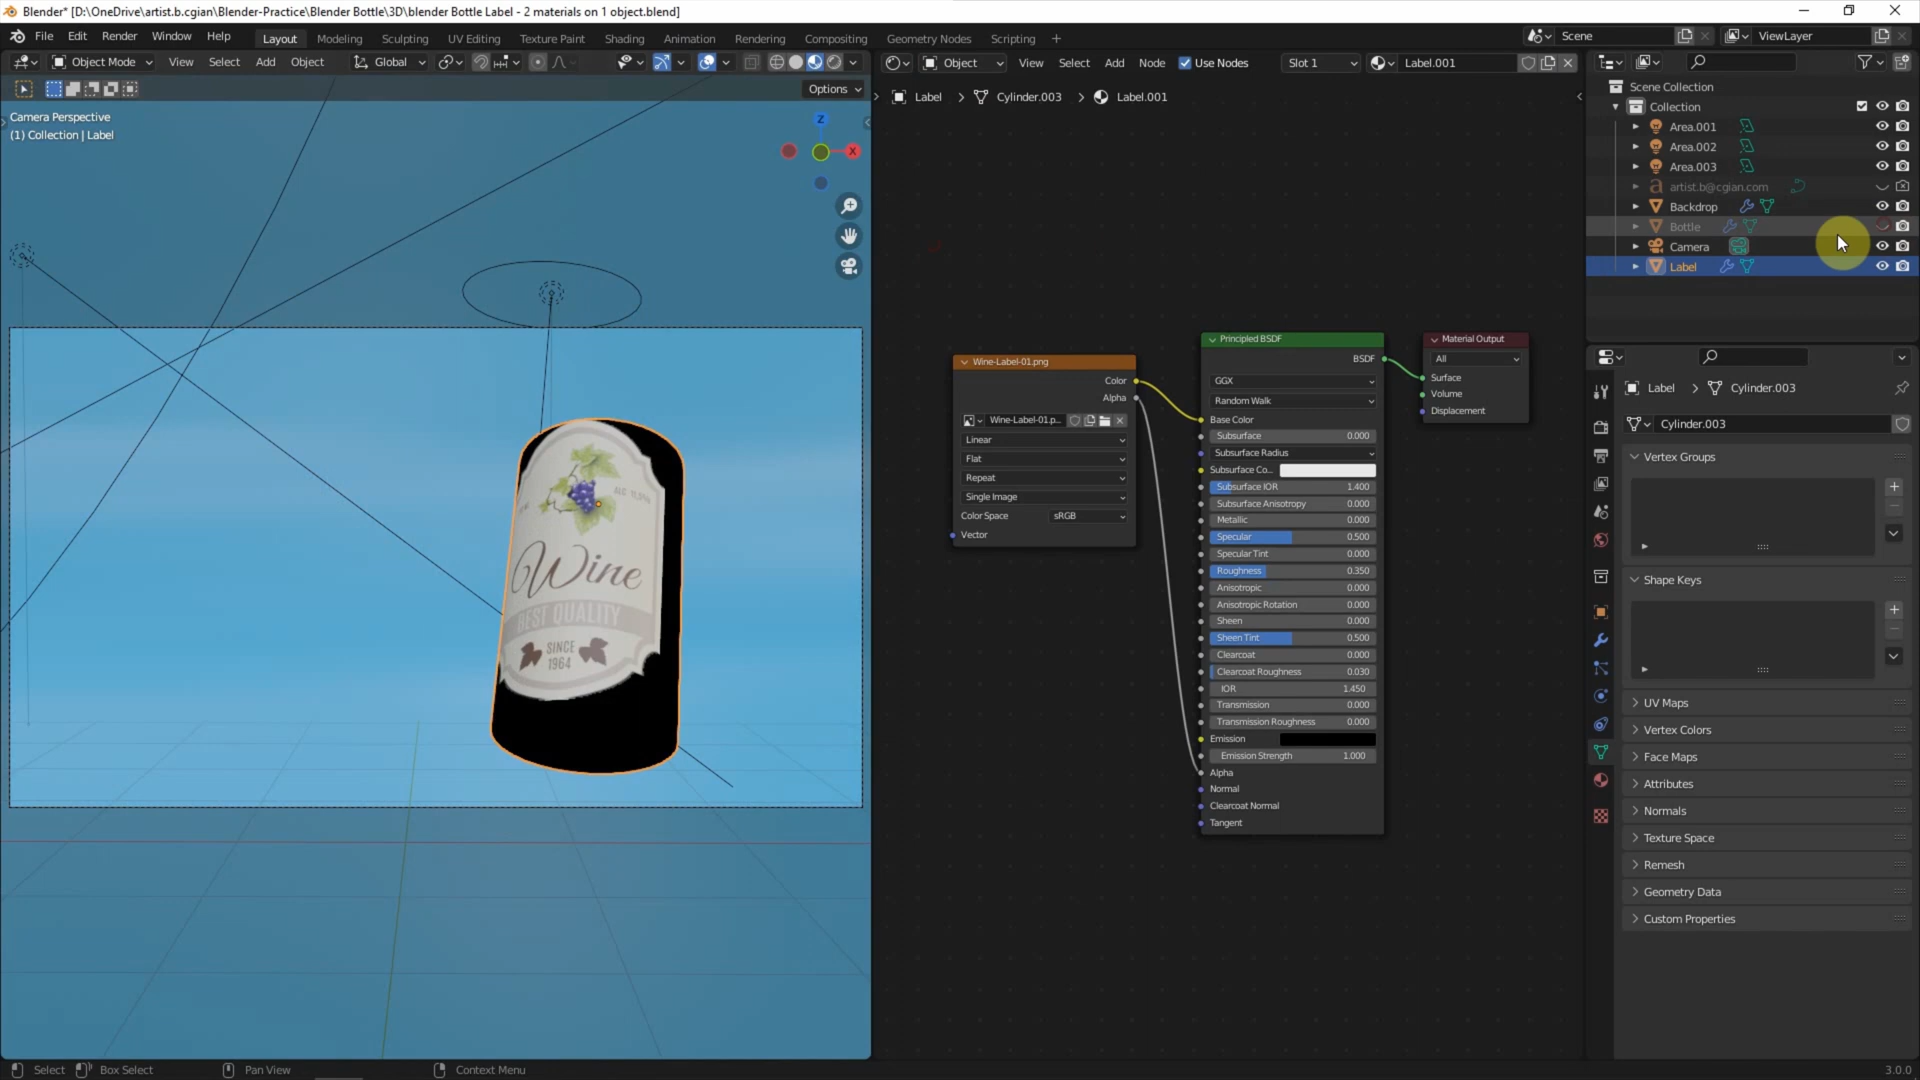 Blender* [D:\OneDrive\artist.b.cgian\Blender-Practice\Blender Bottle\3D\blender Bottle Label - 2 materials on 1 object.blend]
File Edit Render Window Help Layout Modeling Sculpting UV Editing Texture Paint Shading Animation Rendering Compositing Geometry Nodes Scripting + Scene ViewLayer
Object Mode View Select Add Object Global
Object View Select Add Node Use Nodes Slot 1 Label.001
Options
Label > Cylinder.003 > Label.001
Camera Perspective
(1) Collection | Label
Z
X
ALC 11,5%
Wine
BEST QUALITY
SINCE
1964
Wine-Label-01.png
Color
Alpha
Wine-Label-01.p...
Linear
Flat
Repeat
Single Image
Color Space sRGB
Vector
Principled BSDF
BSDF
GGX
Random Walk
Base Color
Subsurface 0.000
Subsurface Radius
Subsurface Co...
Subsurface IOR 1.400
Subsurface Anisotropy 0.000
Metallic 0.000
Specular 0.500
Specular Tint 0.000
Roughness 0.350
Anisotropic 0.000
Anisotropic Rotation 0.000
Sheen 0.000
Sheen Tint 0.500
Clearcoat 0.000
Clearcoat Roughness 0.030
IOR 1.450
Transmission 0.000
Transmission Roughness 0.000
Emission
Emission Strength 1.000
Alpha
Normal
Clearcoat Normal
Tangent
Material Output
All
Surface
Volume
Displacement
Scene Collection
Collection
Area.001
Area.002
Area.003
artist.b@cgian.com
Backdrop
Bottle
Camera
Label
Label > Cylinder.003
Cylinder.003
Vertex Groups
Shape Keys
UV Maps
Vertex Colors
Face Maps
Attributes
Normals
Texture Space
Remesh
Geometry Data
Custom Properties
Select Box Select Pan View Context Menu 3.0.0